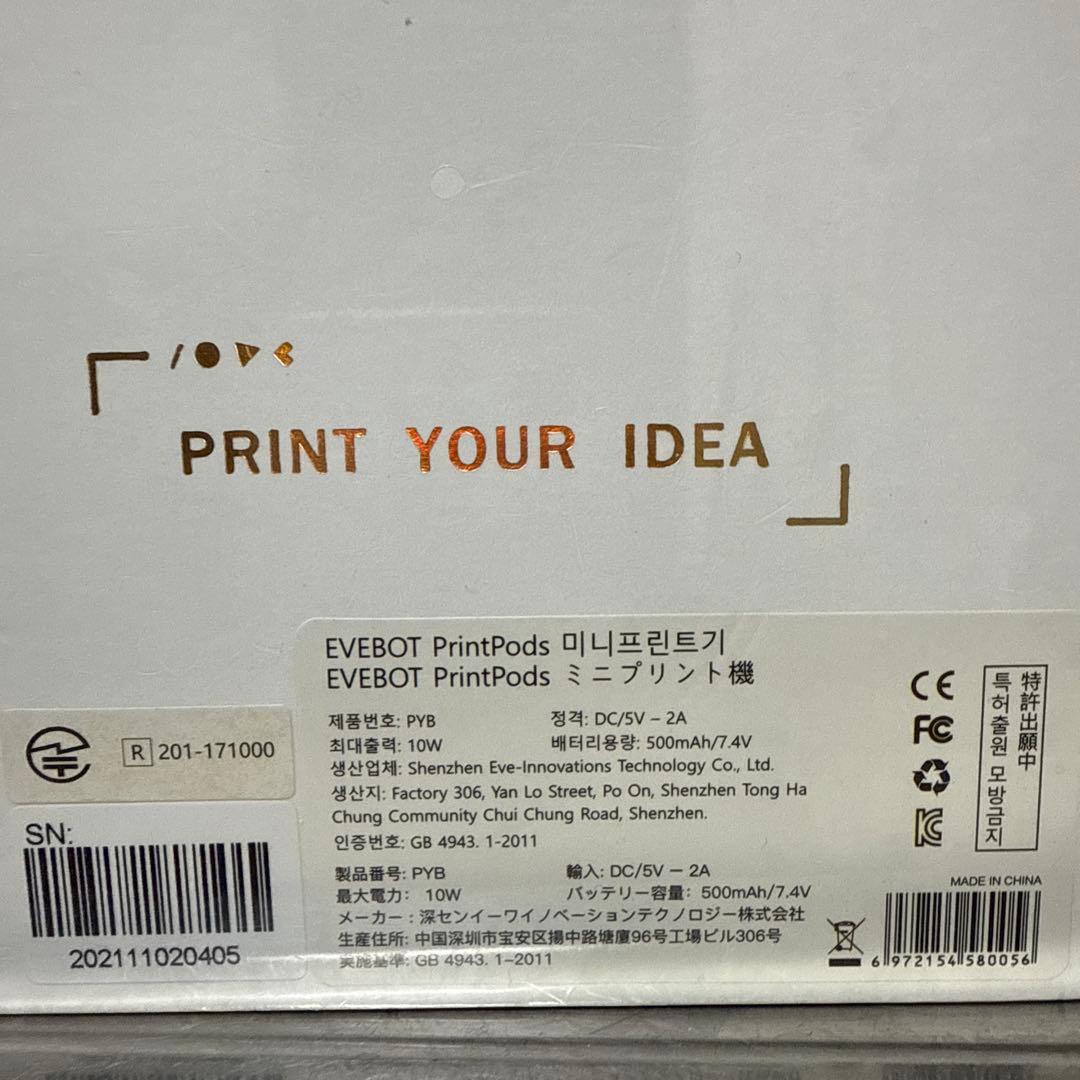 PRINT YOUR IDEA
EVEBOT PrintPods 미니프린트기
EVEBOT PrintPods ミニプリント機
제품번호: PYB 정격: DC/5V – 2A
최대출력: 10W 배터리용량: 500mAh/7.4V
생산업체: Shenzhen Eve-Innovations Technology Co., Ltd.
생산지: Factory 306, Yan Lo Street, Po On, Shenzhen Tong Ha
Chung Community Chui Chung Road, Shenzhen.
인증번호: GB 4943. 1-2011
製品番号: PYB 輸入: DC/5V – 2A
最大電力: 10W バッテリー容量: 500mAh/7.4V
メーカー : 深センイーワイノベーションテクノロジー株式会社
生産住所: 中国深圳市宝安区揚中路塘廈96号工場ビル306号
実施基準: GB 4943. 1-2011
CE
FC
KC
特許出願中
특허출원 모방금지
MADE IN CHINA
6 972154 580056
R 201-171000
SN:
202111020405